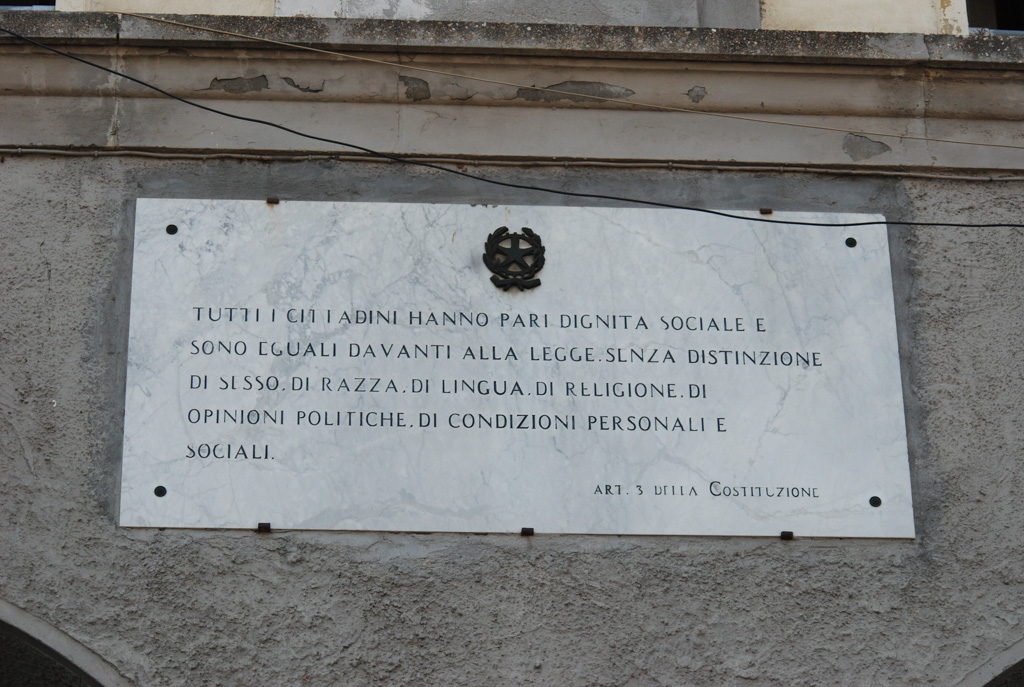 TUTTI I CITTADINI HANNO PARI DIGNITA SOCIALE E
SONO EGUALI DAVANTI ALLA LEGGE. SENZA DISTINZIONE
DI SESSO. DI RAZZA. DI LINGUA. DI RELIGIONE. DI
OPINIONI POLITICHE. DI CONDIZIONI PERSONALI E
SOCIALI.
ART. 3 DELLA COSTITUZIONE